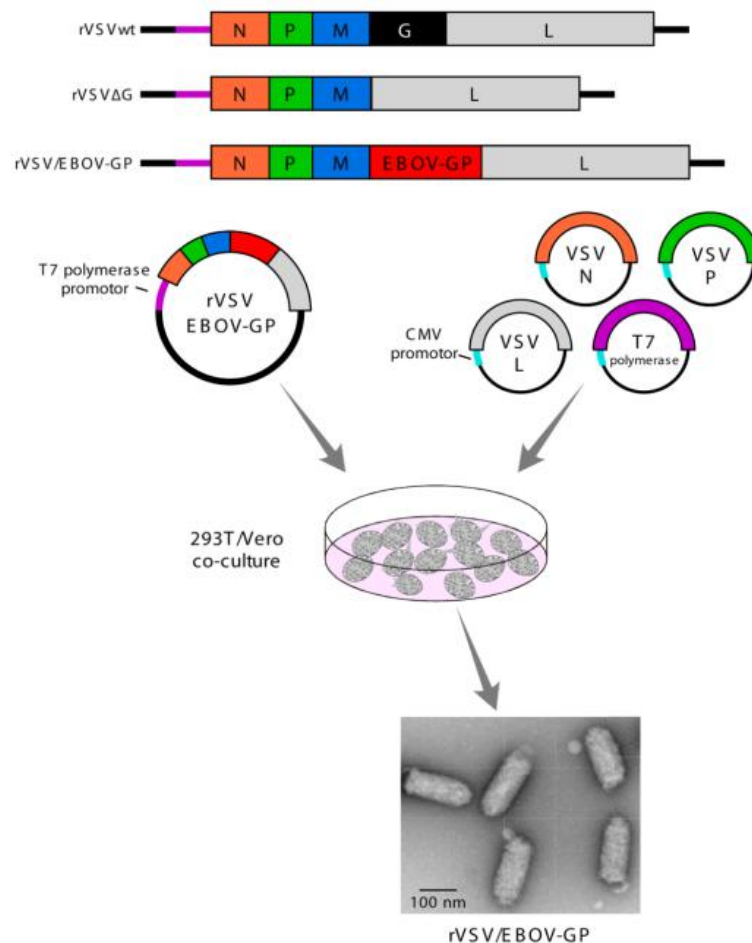 rVSVwt N P M G L
rVSVΔG N P M L
rVSV/EBOV-GP N P M EBOV-GP L
T7 polymerase
promotor
rVSV
EBOV-GP
VSV
N
VSV
P
CMV
promotor
VSV
L
T7
polymerase
293T/Vero
co-culture
100 nm
rVSV/EBOV-GP